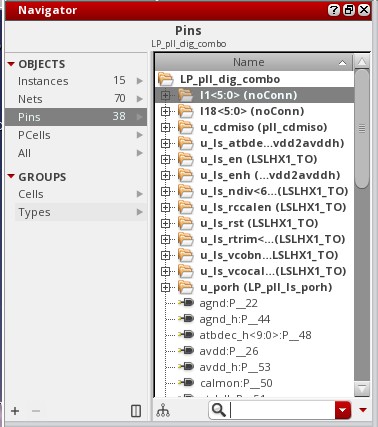 Navigator
Pins
LP_pll_dig_combo
OBJECTS
Instances 15
Nets 70
Pins 38
PCells
All
GROUPS
Cells
Types
Name
LP_pll_dig_combo
I1<5:0> (noConn)
I18<5:0> (noConn)
u_cdmiso (pll_cdmiso)
u_ls_atbde...vdd2avddh)
u_ls_en (LSLHX1_TO)
u_ls_enh (...vdd2avddh)
u_ls_ndiv<6...(LSLHX1_TO)
u_ls_rccalen (LSLHX1_TO)
u_ls_rst (LSLHX1_TO)
u_ls_rtrim<...(LSLHX1_TO)
u_ls_vcobn...(LSLHX1_TO)
u_ls_vcocal...(LSLHX1_TO)
u_porh (LP_pll_ls_porh)
agnd:P__22
agnd_h:P__44
atbdec_h<9:0>:P__48
avdd:P__26
avdd_h:P__53
calmon:P__50